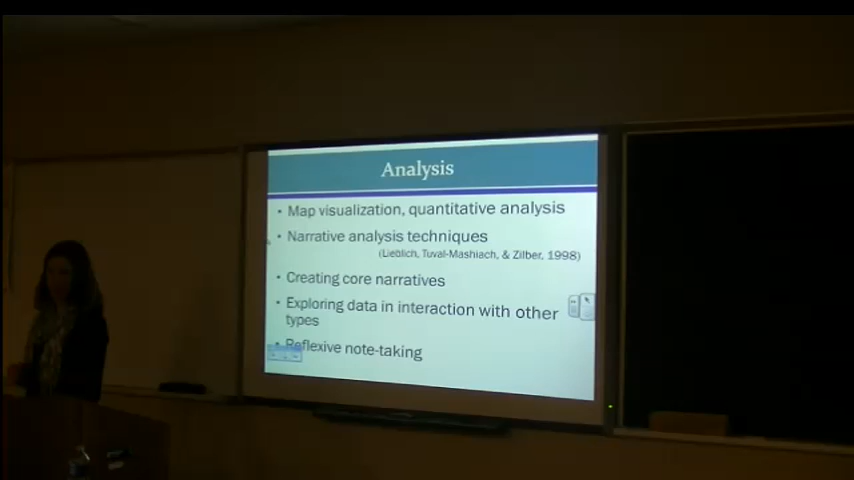 Analysis
• Map visualization, quantitative analysis
• Narrative analysis techniques
(Lieblich, Tuval-Mashiach, & Zilber, 1998)
• Creating core narratives
• Exploring data in interaction with other
types
• Reflexive note-taking